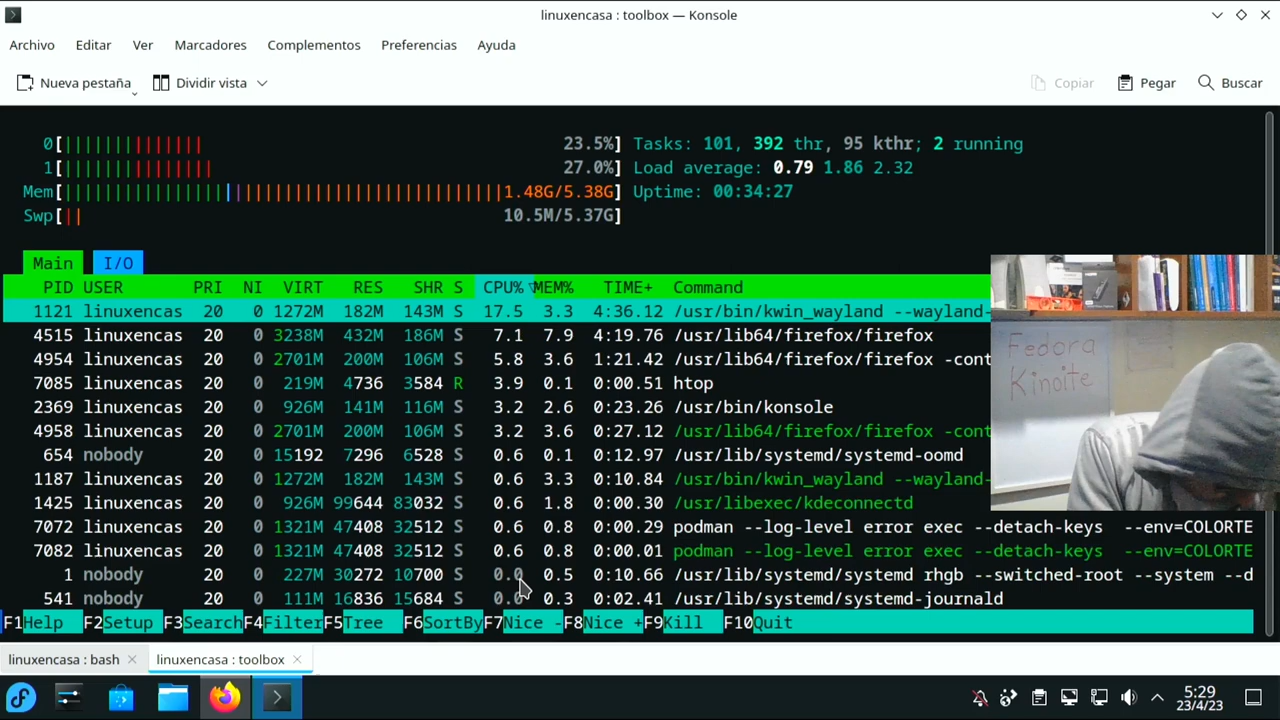 linuxencasa : toolbox — Konsole
Archivo Editar Ver Marcadores Complementos Preferencias Ayuda
Nueva pestaña Dividir vista Copiar Pegar Buscar
0[|||||||||||||| 23.5%] Tasks: 101, 392 thr, 95 kthr; 2 running
1[||||||||||||||| 27.0%] Load average: 0.79 1.86 2.32
Mem[||||||||||||||||||||||||||||||||||||||||||||1.48G/5.38G] Uptime: 00:34:27
Swp[|| 10.5M/5.37G]
Main I/O
PID USER PRI NI VIRT RES SHR S CPU%▽MEM% TIME+ Command
1121 linuxencas 20 0 1272M 182M 143M S 17.5 3.3 4:36.12 /usr/bin/kwin_wayland --wayland-
4515 linuxencas 20 0 3238M 432M 186M S 7.1 7.9 4:19.76 /usr/lib64/firefox/firefox
4954 linuxencas 20 0 2701M 200M 106M S 5.8 3.6 1:21.42 /usr/lib64/firefox/firefox -cont
7085 linuxencas 20 0 219M 4736 3584 R 3.9 0.1 0:00.51 htop
2369 linuxencas 20 0 926M 141M 116M S 3.2 2.6 0:23.26 /usr/bin/konsole
4958 linuxencas 20 0 2701M 200M 106M S 3.2 3.6 0:27.12 /usr/lib64/firefox/firefox -cont
654 nobody 20 0 15192 7296 6528 S 0.6 0.1 0:12.97 /usr/lib/systemd/systemd-oomd
1187 linuxencas 20 0 1272M 182M 143M S 0.6 3.3 0:10.84 /usr/bin/kwin_wayland --wayland-
1425 linuxencas 20 0 926M 99644 83032 S 0.6 1.8 0:00.30 /usr/libexec/kdeconnectd
7072 linuxencas 20 0 1321M 47408 32512 S 0.6 0.8 0:00.29 podman --log-level error exec --detach-keys --env=COLORTE
7082 linuxencas 20 0 1321M 47408 32512 S 0.6 0.8 0:00.01 podman --log-level error exec --detach-keys --env=COLORTE
1 nobody 20 0 227M 30272 10700 S 0.0 0.5 0:10.66 /usr/lib/systemd/systemd rhgb --switched-root --system --d
541 nobody 20 0 111M 16836 15684 S 0.0 0.3 0:02.41 /usr/lib/systemd/systemd-journald
F1Help F2Setup F3Search F4Filter F5Tree F6SortBy F7Nice - F8Nice + F9Kill F10Quit
Fedora
Kinoite
linuxencasa : bash linuxencasa : toolbox
5:29
23/4/23